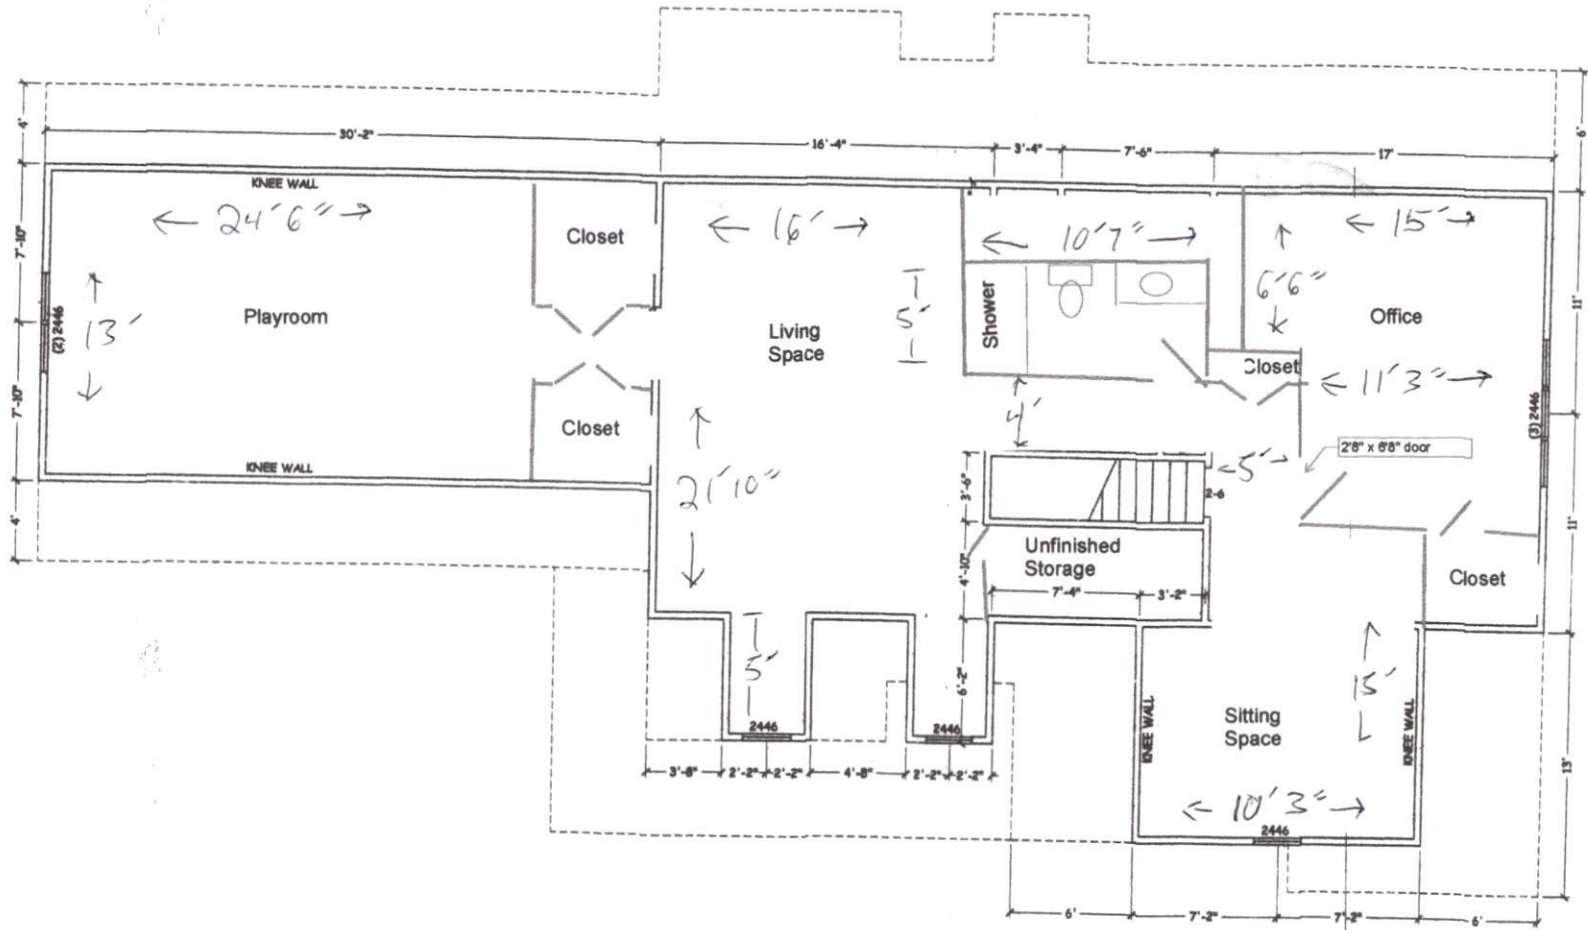 4'
30'-2"
16'-4"
3'-4"
7'-6"
17'
6'
KNEE WALL
24'6"
Closet
16'
10'7"
15'
7'-10"
6'6"
11'
Shower
5'
Playroom
Living
Space
Office
(2) 2446
13'
Closet
11'3"
7'-10"
4'
(3) 2446
Closet
2'8" x 6'8" door
5'
KNEE WALL
21'10"
3'-6"
2-6
4'
11'
Unfinished
Storage
4'-10"
7'-4"
3'-2"
Closet
5'
6'-2"
15'
KNEE WALL
Sitting
Space
KNEE WALL
2446
2446
3'-8"
2'-2"
2'-2"
4'-8"
2'-2"
2'-2"
13'
10'3"
2446
6'
7'-2"
7'-2"
6'